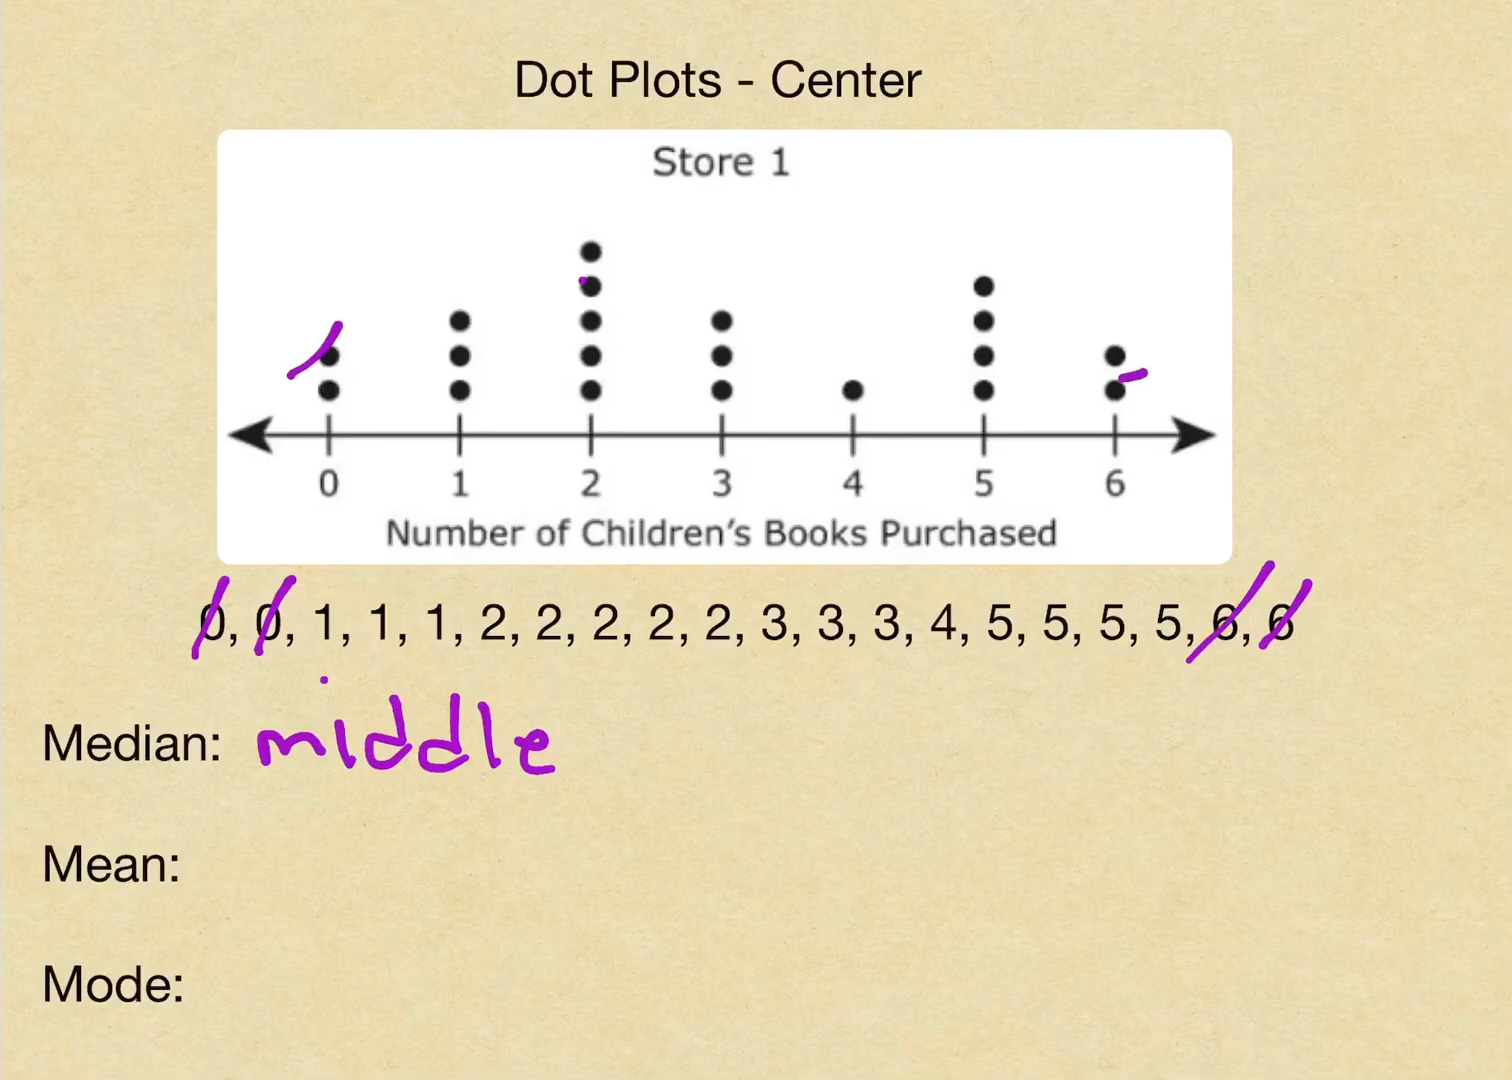 Dot Plots - Center
Store 1
0 1 2 3 4 5 6
Number of Children's Books Purchased
0, 0, 1, 1, 1, 2, 2, 2, 2, 2, 3, 3, 3, 4, 5, 5, 5, 5, 6, 6
Median: middle
Mean:
Mode: